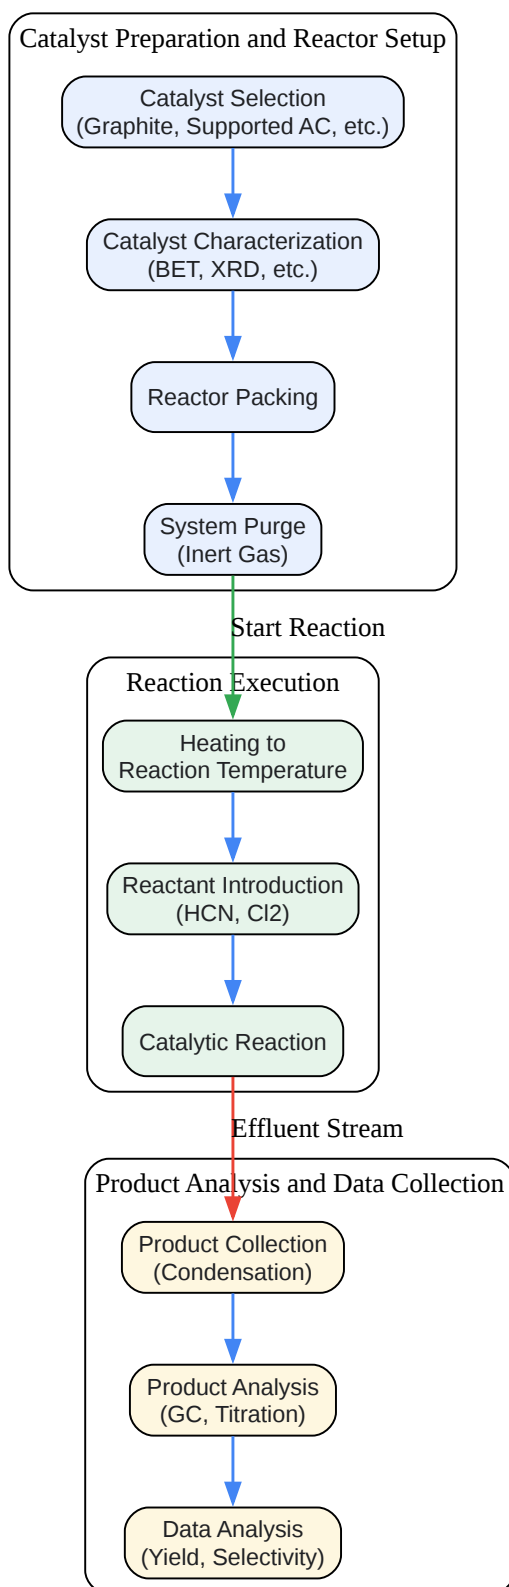 Catalyst Preparation and Reactor Setup
Catalyst Selection
(Graphite, Supported AC, etc.)
Catalyst Characterization
(BET, XRD, etc.)
Reactor Packing
System Purge
(Inert Gas)
Start Reaction
Reaction Execution
Heating to
Reaction Temperature
Reactant Introduction
(HCN, Cl2)
Catalytic Reaction
Effluent Stream
Product Analysis and Data Collection
Product Collection
(Condensation)
Product Analysis
(GC, Titration)
Data Analysis
(Yield, Selectivity)